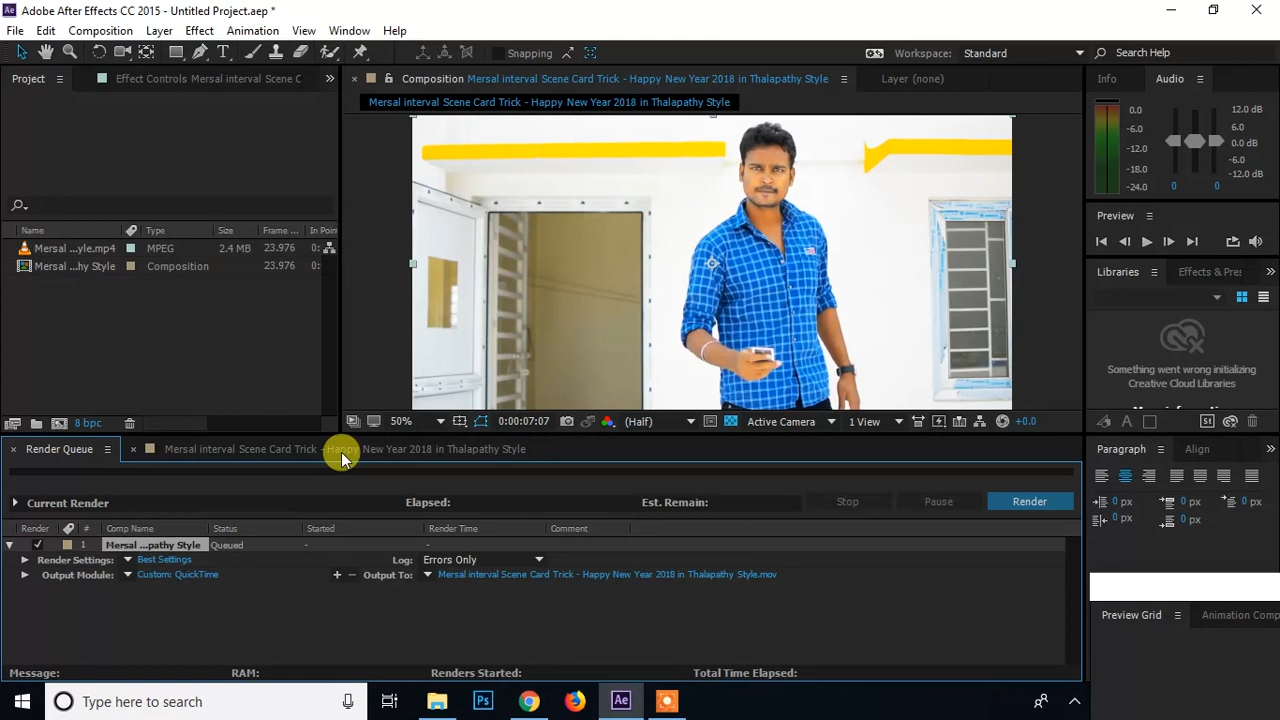 Adobe After Effects CC 2015 - Untitled Project.aep *
File Edit Composition Layer Effect Animation View Window Help
Snapping Workspace: Standard Search Help
Project Effect Controls Mersal interval Scene C
Composition Mersal interval Scene Card Trick - Happy New Year 2018 in Thalapathy Style Layer (none)
Info Audio
Mersal interval Scene Card Trick - Happy New Year 2018 in Thalapathy Style
0.0 12.0 dB
-6.0 6.0
-12.0 0.0 dB
-18.0 -6.0
-24.0 -12.0 dB
0 0
Preview
Name Type Size Frame ... In Point
Mersal ...yle.mp4 MPEG 2.4 MB 23.976 0:
Mersal ...hy Style Composition 23.976 0:
Libraries Effects & Pres
Something went wrong initializing
Creative Cloud Libraries
8 bpc
50% 0:00:07:07 (Half) Active Camera 1 View +0.0
Render Queue Mersal interval Scene Card Trick - Happy New Year 2018 in Thalapathy Style
Paragraph Align
0 px 0 px 0 px
0 px 0 px
Current Render Elapsed: Est. Remain: Stop Pause Render
Render # Comp Name Status Started Render Time Comment
1 Mersal ...pathy Style Queued - -
Render Settings: Best Settings Log: Errors Only
Output Module: Custom: QuickTime + - Output To: Mersal interval Scene Card Trick - Happy New Year 2018 in Thalapathy Style.mov
Preview Grid Animation Comp
Message: RAM: Renders Started: Total Time Elapsed:
Type here to search Ps Ae